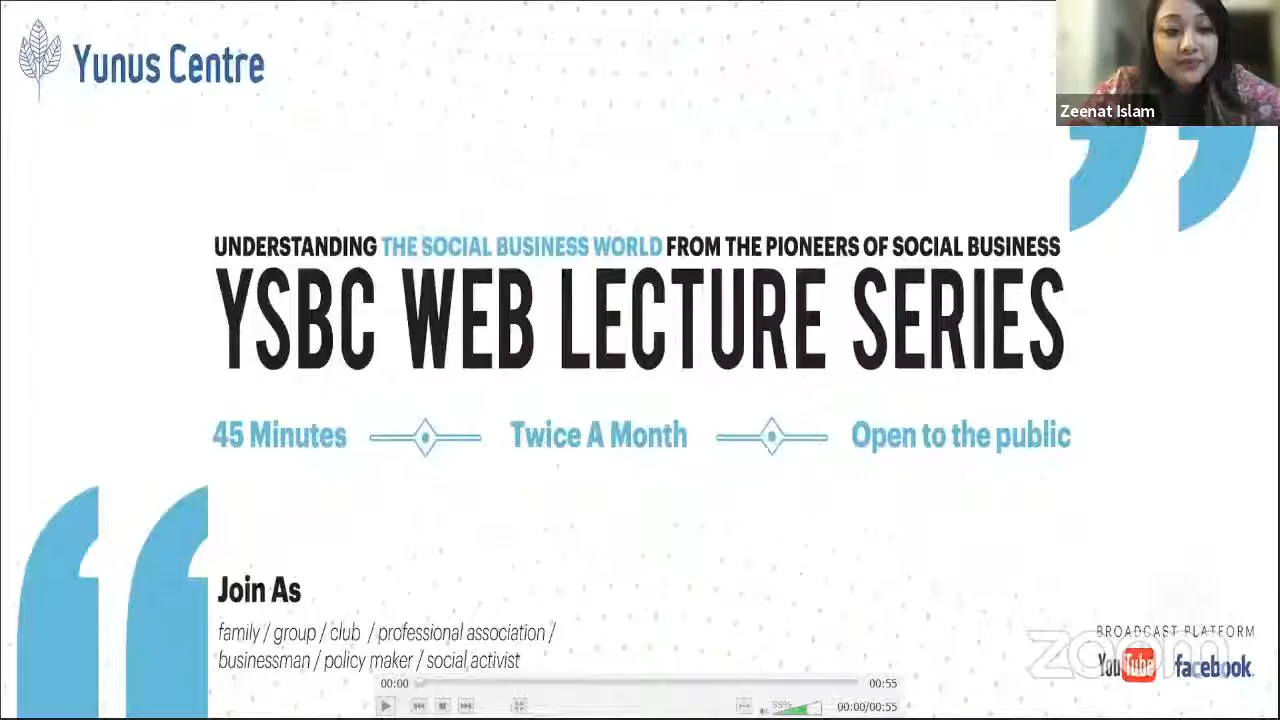 Yunus Centre
Zeenat Islam
UNDERSTANDING THE SOCIAL BUSINESS WORLD FROM THE PIONEERS OF SOCIAL BUSINESS
YSBC WEB LECTURE SERIES
45 Minutes Twice A Month Open to the public
Join As
family / group / club / professional association /
businessman / policy maker / social activist
BROADCAST PLATFORM
zoom
YouTube facebook
00:00 00:55
00:00/00:55